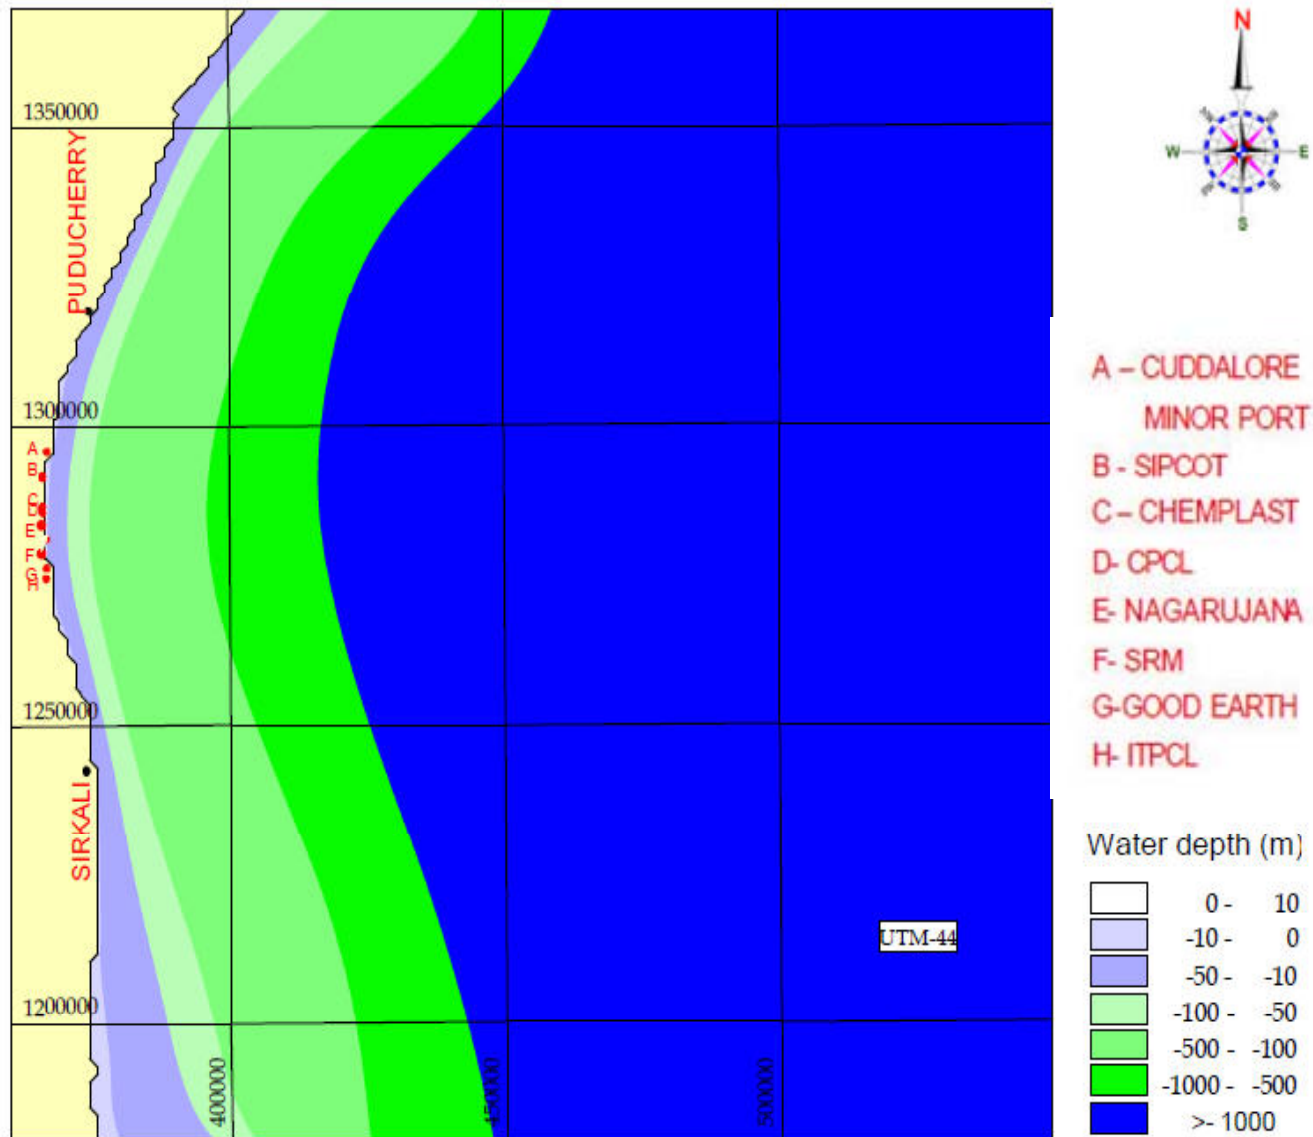 N
W
E
S
1350000
PUDUCHERRY
1300000
A
B
C
D
E
F
G
H
1250000
SIRKALI
1200000
400000
450000
500000
UTM-44
A – CUDDALORE
MINOR PORT
B - SIPCOT
C – CHEMPLAST
D- CPCL
E- NAGARUJANA
F- SRM
G-GOOD EARTH
H- ITPCL
Water depth (m)
0 - 10
-10 - 0
-50 - -10
-100 - -50
-500 - -100
-1000 - -500
>- 1000